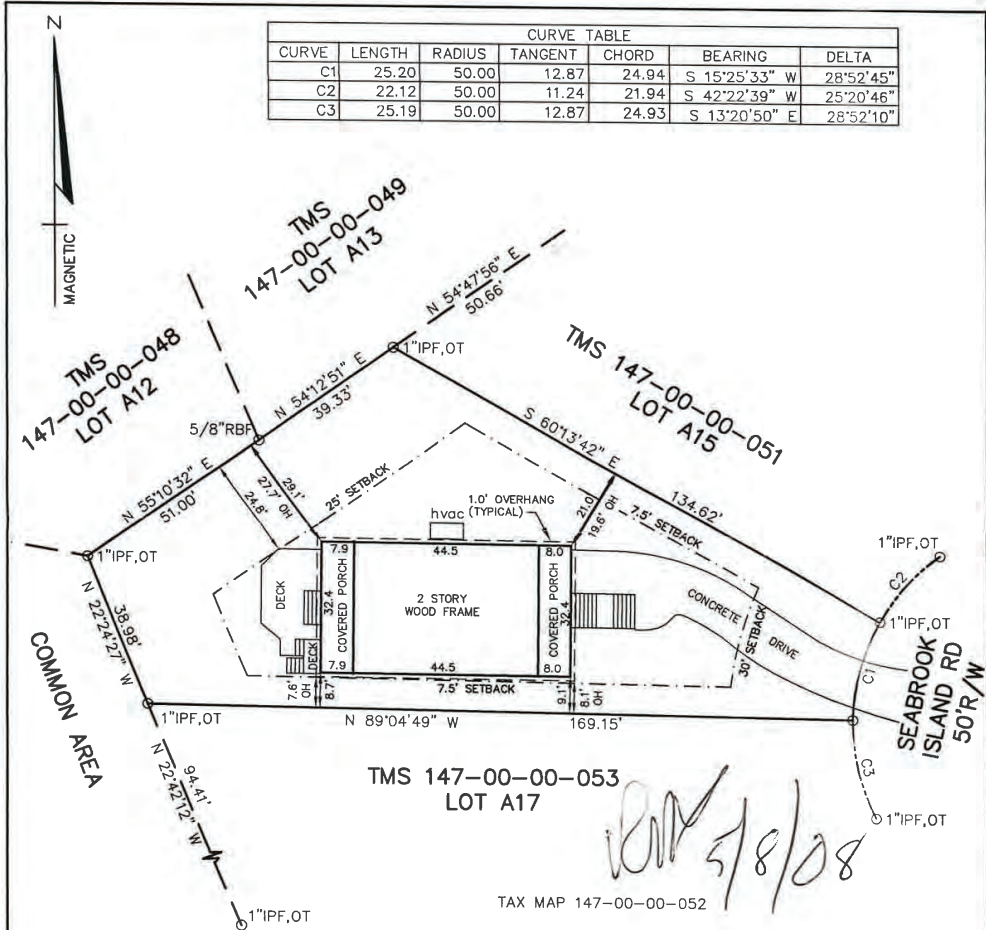 N
MAGNETIC
CURVE TABLE
CURVE LENGTH RADIUS TANGENT CHORD BEARING DELTA
C1 25.20 50.00 12.87 24.94 S 15°25'33" W 28°52'45"
C2 22.12 50.00 11.24 21.94 S 42°22'39" W 25°20'46"
C3 25.19 50.00 12.87 24.93 S 13°20'50" E 28°52'10"
TMS
147-00-00-049
LOT A13
N 54°47'56" E
50.66'
TMS
147-00-00-048
LOT A12
1"IPF,OT
TMS 147-00-00-051
LOT A15
N 54°12'51" E
39.33'
5/8"RBF
S 60°13'42" E
134.62'
N 55°10'32" E
51.00'
24.8'
29.1'
27.7' OH
25' SETBACK
1.0' OVERHANG
(TYPICAL)
hvac
21.0
19.6' OH
7.5' SETBACK
1"IPF,OT
1"IPF,OT
C2
7.9
44.5
8.0
DECK
32.4
COVERED PORCH
2 STORY
WOOD FRAME
COVERED PORCH
32.4
CONCRETE
DRIVE
30' SETBACK
1"IPF,OT
C1
N 22°24'27" W
38.98'
DECK
7.9
44.5
8.0
7.6'
OH
8.7'
7.5' SETBACK
9.1'
8.1'
OH
SEABROOK
ISLAND RD
50'R/W
COMMON AREA
1"IPF,OT
N 89°04'49" W
169.15'
C3
1"IPF,OT
94.41'
N 22°42'12" W
TMS 147-00-00-053
LOT A17
5/8/08
TAX MAP 147-00-00-052
1"IPF,OT